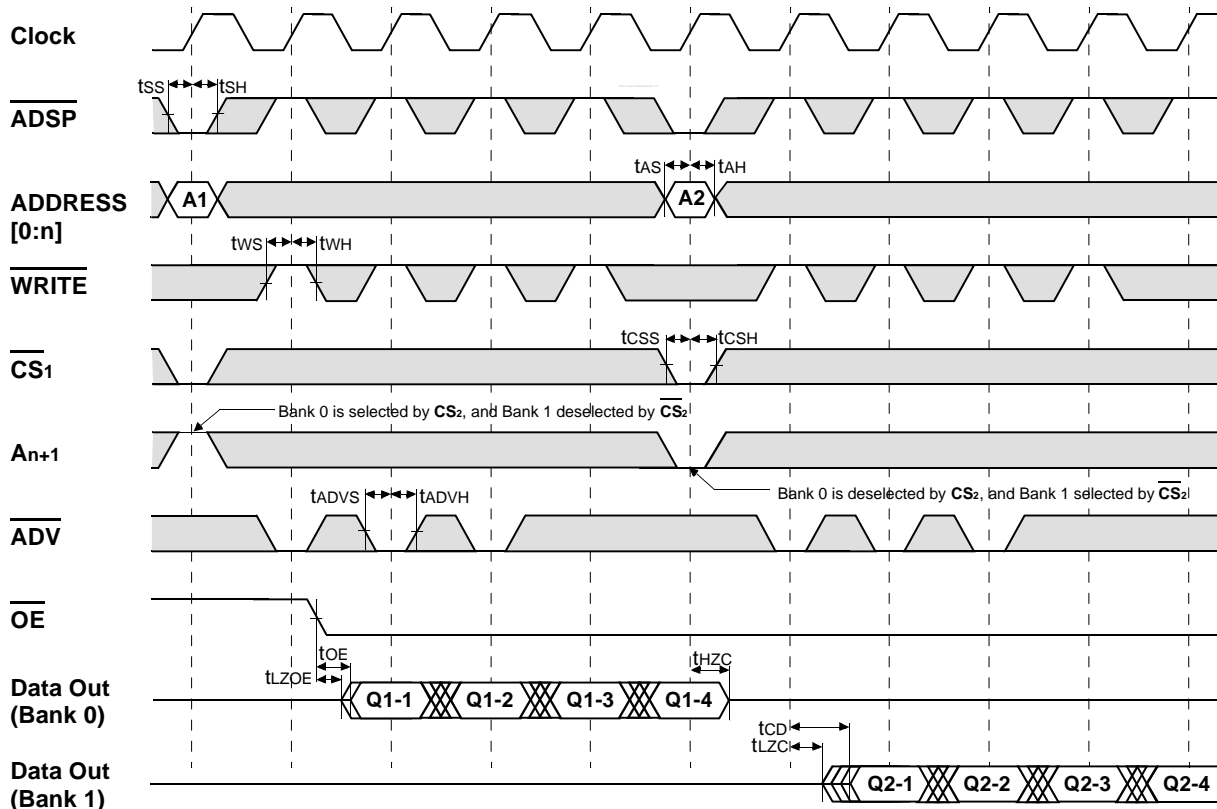 Clock
tSS tSH
ADSP
tAS tAH
ADDRESS
[0:n]
A1 A2
tWS tWH
WRITE
tCSS tCSH
CS1
Bank 0 is selected by CS2, and Bank 1 deselected by CS2
An+1
Bank 0 is deselected by CS2, and Bank 1 selected by CS2
tADVS tADVH
ADV
OE
tOE tHZC
tLZOE
Data Out
(Bank 0)
Q1-1 Q1-2 Q1-3 Q1-4
tCD
tLZC
Data Out
(Bank 1)
Q2-1 Q2-2 Q2-3 Q2-4